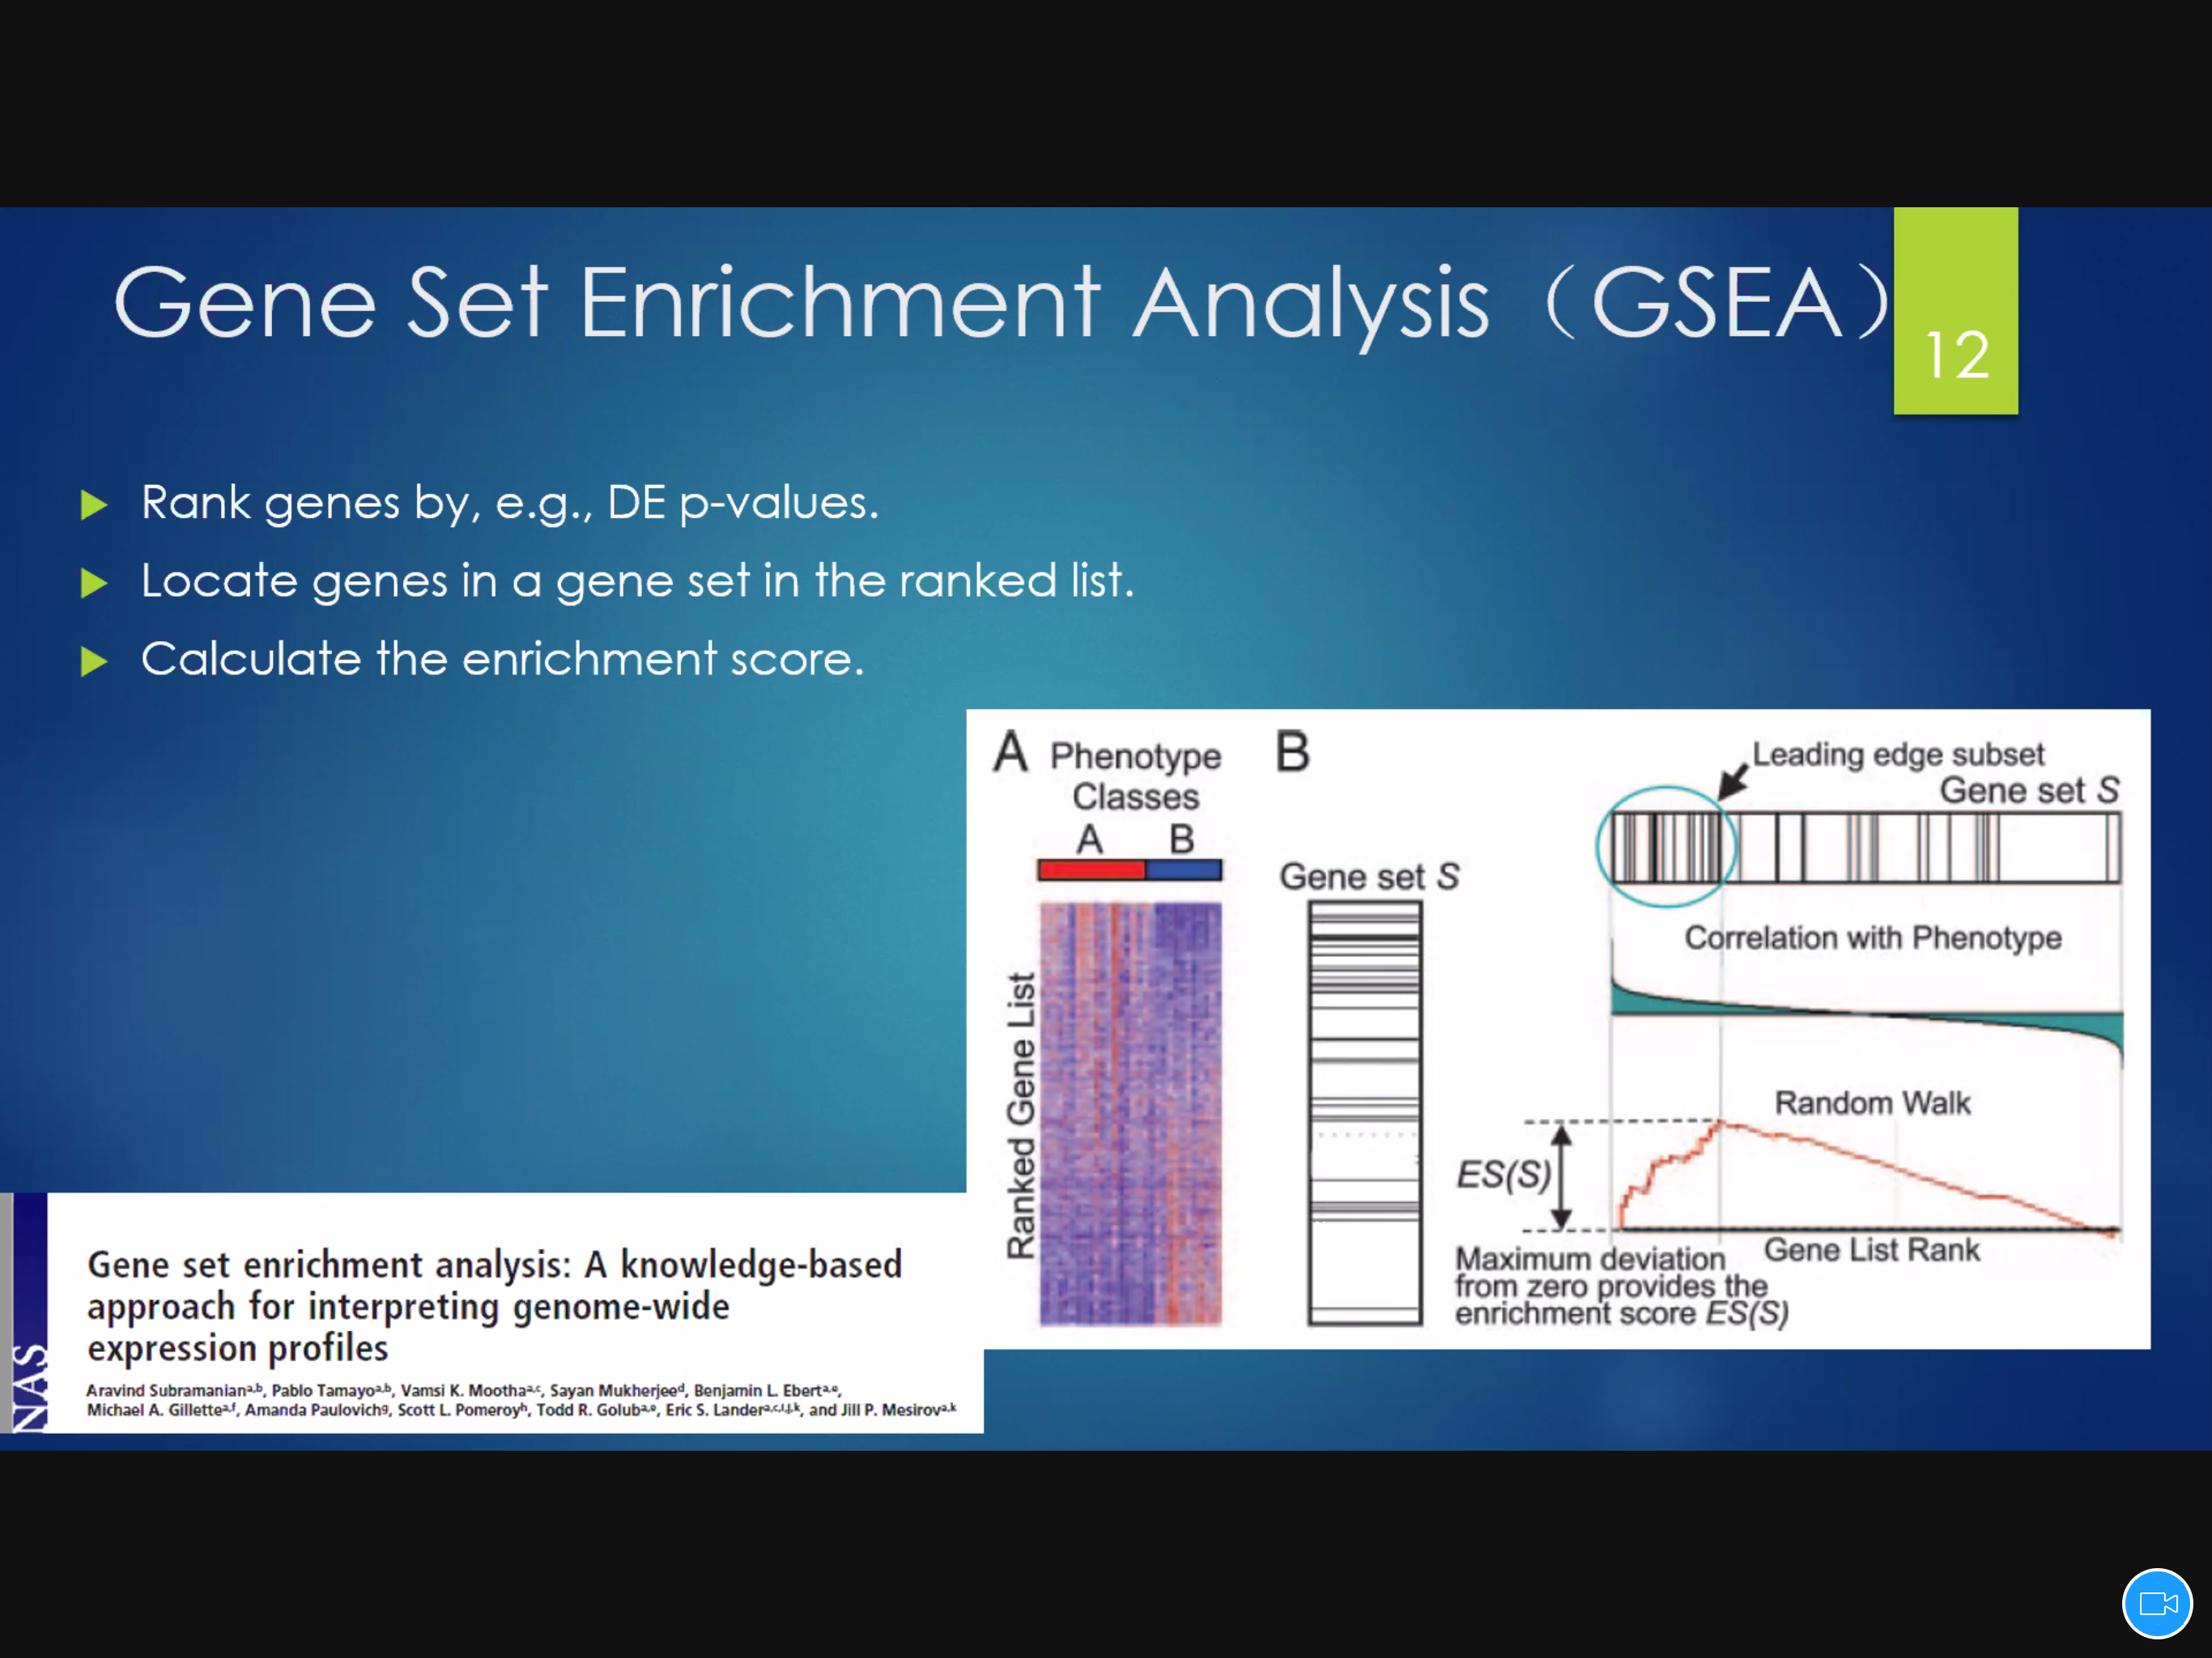 Gene Set Enrichment Analysis（GSEA）
12
Rank genes by, e.g., DE p-values.
Locate genes in a gene set in the ranked list.
Calculate the enrichment score.
A
Phenotype
Classes
A B
Ranked Gene List
B
Gene set S
Leading edge subset
Gene set S
Correlation with Phenotype
Random Walk
ES(S)
Gene List Rank
Maximum deviation
from zero provides the
enrichment score ES(S)
NAS
Gene set enrichment analysis: A knowledge-based
approach for interpreting genome-wide
expression profiles
Aravind Subramanian^a,b, Pablo Tamayo^a,b, Vamsi K. Mootha^a,c, Sayan Mukherjee^d, Benjamin L. Ebert^a,e,
Michael A. Gillette^a,f, Amanda Paulovich^g, Scott L. Pomeroy^h, Todd R. Golub^a,e, Eric S. Lander^a,c,i,j,k, and Jill P. Mesirov^a,k